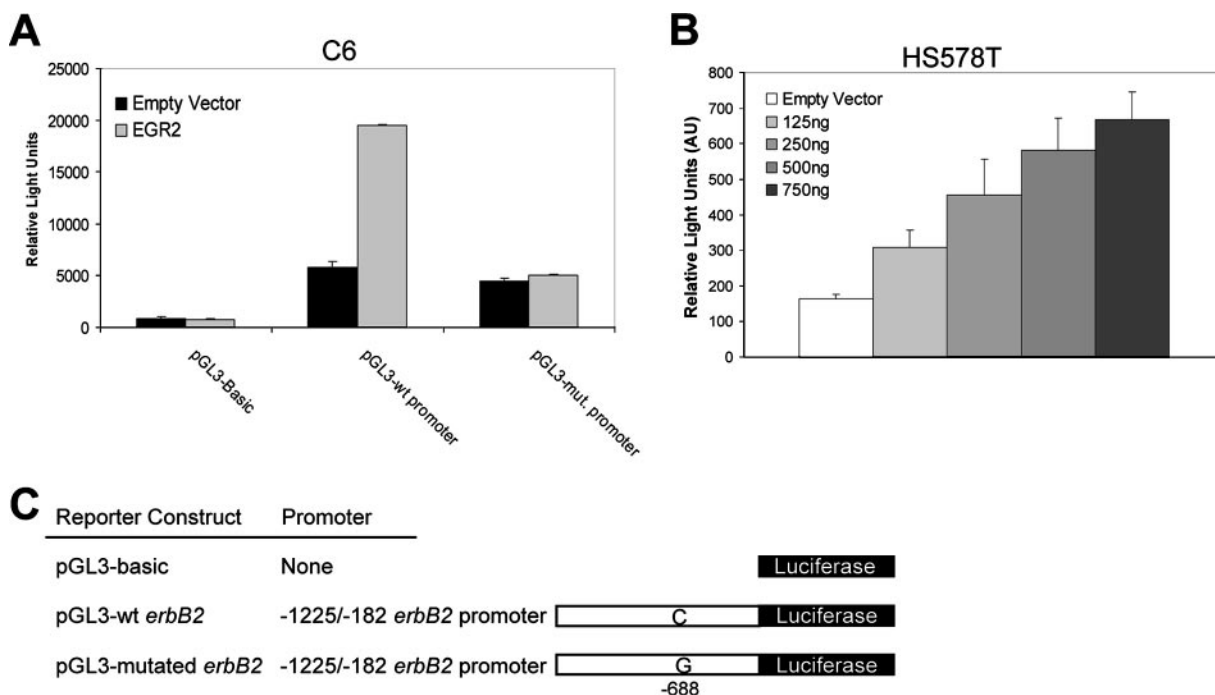 A
C6
25000
20000
15000
10000
5000
0
Relative Light Units
Empty Vector
EGR2
pGL3-Basic
pGL3-wt promoter
pGL3-mut. promoter
B
HS578T
800
700
600
500
400
300
200
100
0
Relative Light Units (AU)
Empty Vector
125ng
250ng
500ng
750ng
C
Reporter Construct Promoter
pGL3-basic None Luciferase
pGL3-wt erbB2 -1225/-182 erbB2 promoter C Luciferase
pGL3-mutated erbB2 -1225/-182 erbB2 promoter G Luciferase
-688